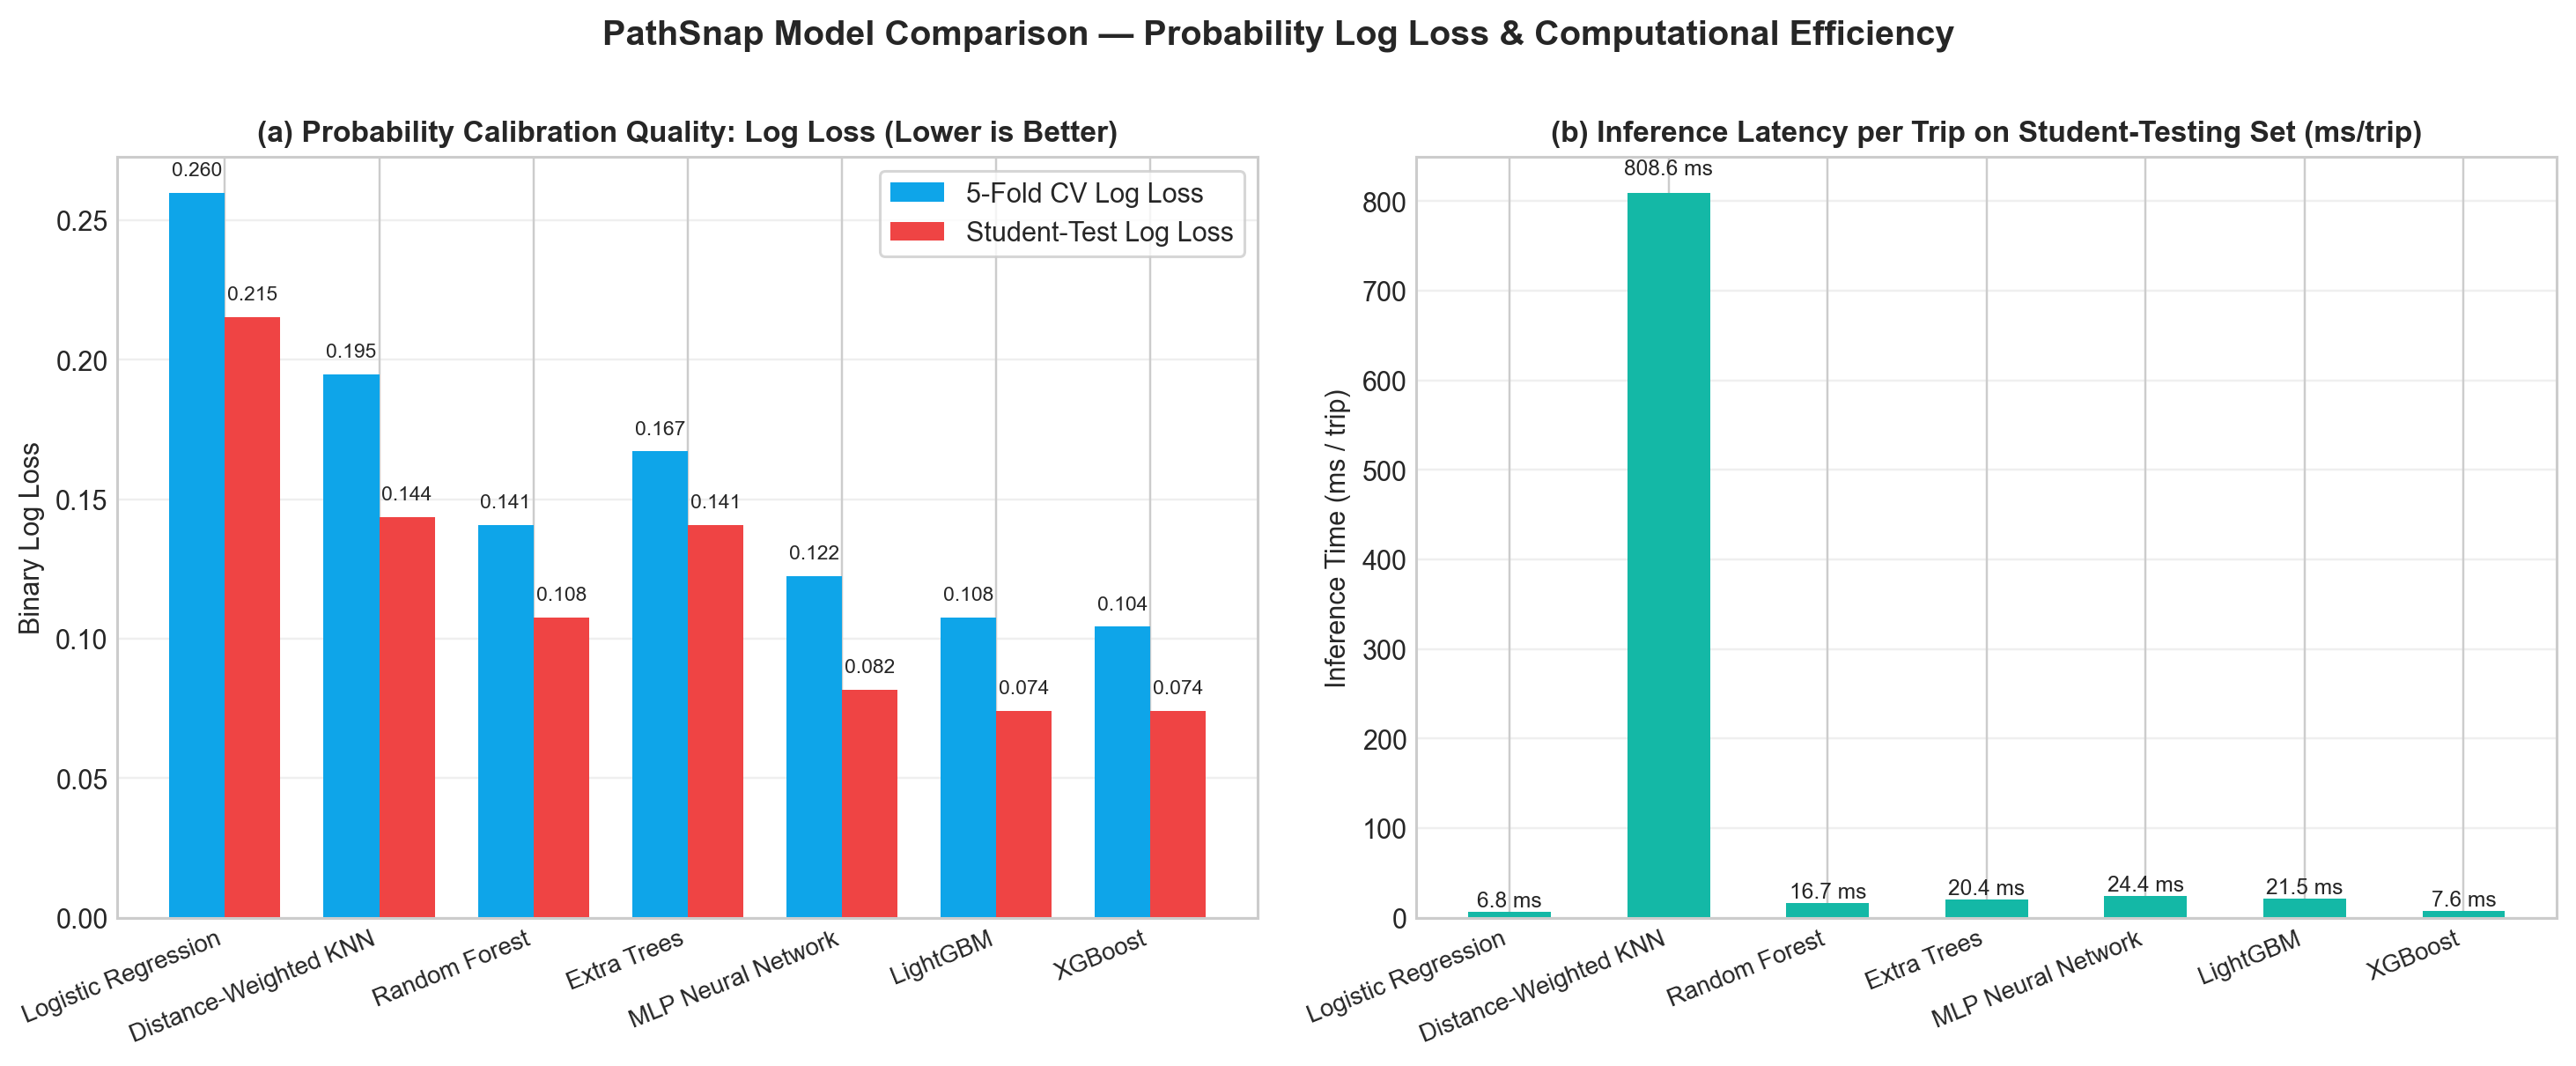 PathSnap Model Comparison — Probability Log Loss & Computational Efficiency
(a) Probability Calibration Quality: Log Loss (Lower is Better)
Binary Log Loss
0.25
0.20
0.15
0.10
0.05
0.00
5-Fold CV Log Loss
Student-Test Log Loss
0.260
0.215
0.195
0.144
0.141
0.108
0.167
0.141
0.122
0.082
0.108
0.074
0.104
0.074
Logistic Regression
Distance-Weighted KNN
Random Forest
Extra Trees
MLP Neural Network
LightGBM
XGBoost
(b) Inference Latency per Trip on Student-Testing Set (ms/trip)
Inference Time (ms / trip)
800
700
600
500
400
300
200
100
0
6.8 ms
808.6 ms
16.7 ms
20.4 ms
24.4 ms
21.5 ms
7.6 ms
Logistic Regression
Distance-Weighted KNN
Random Forest
Extra Trees
MLP Neural Network
LightGBM
XGBoost